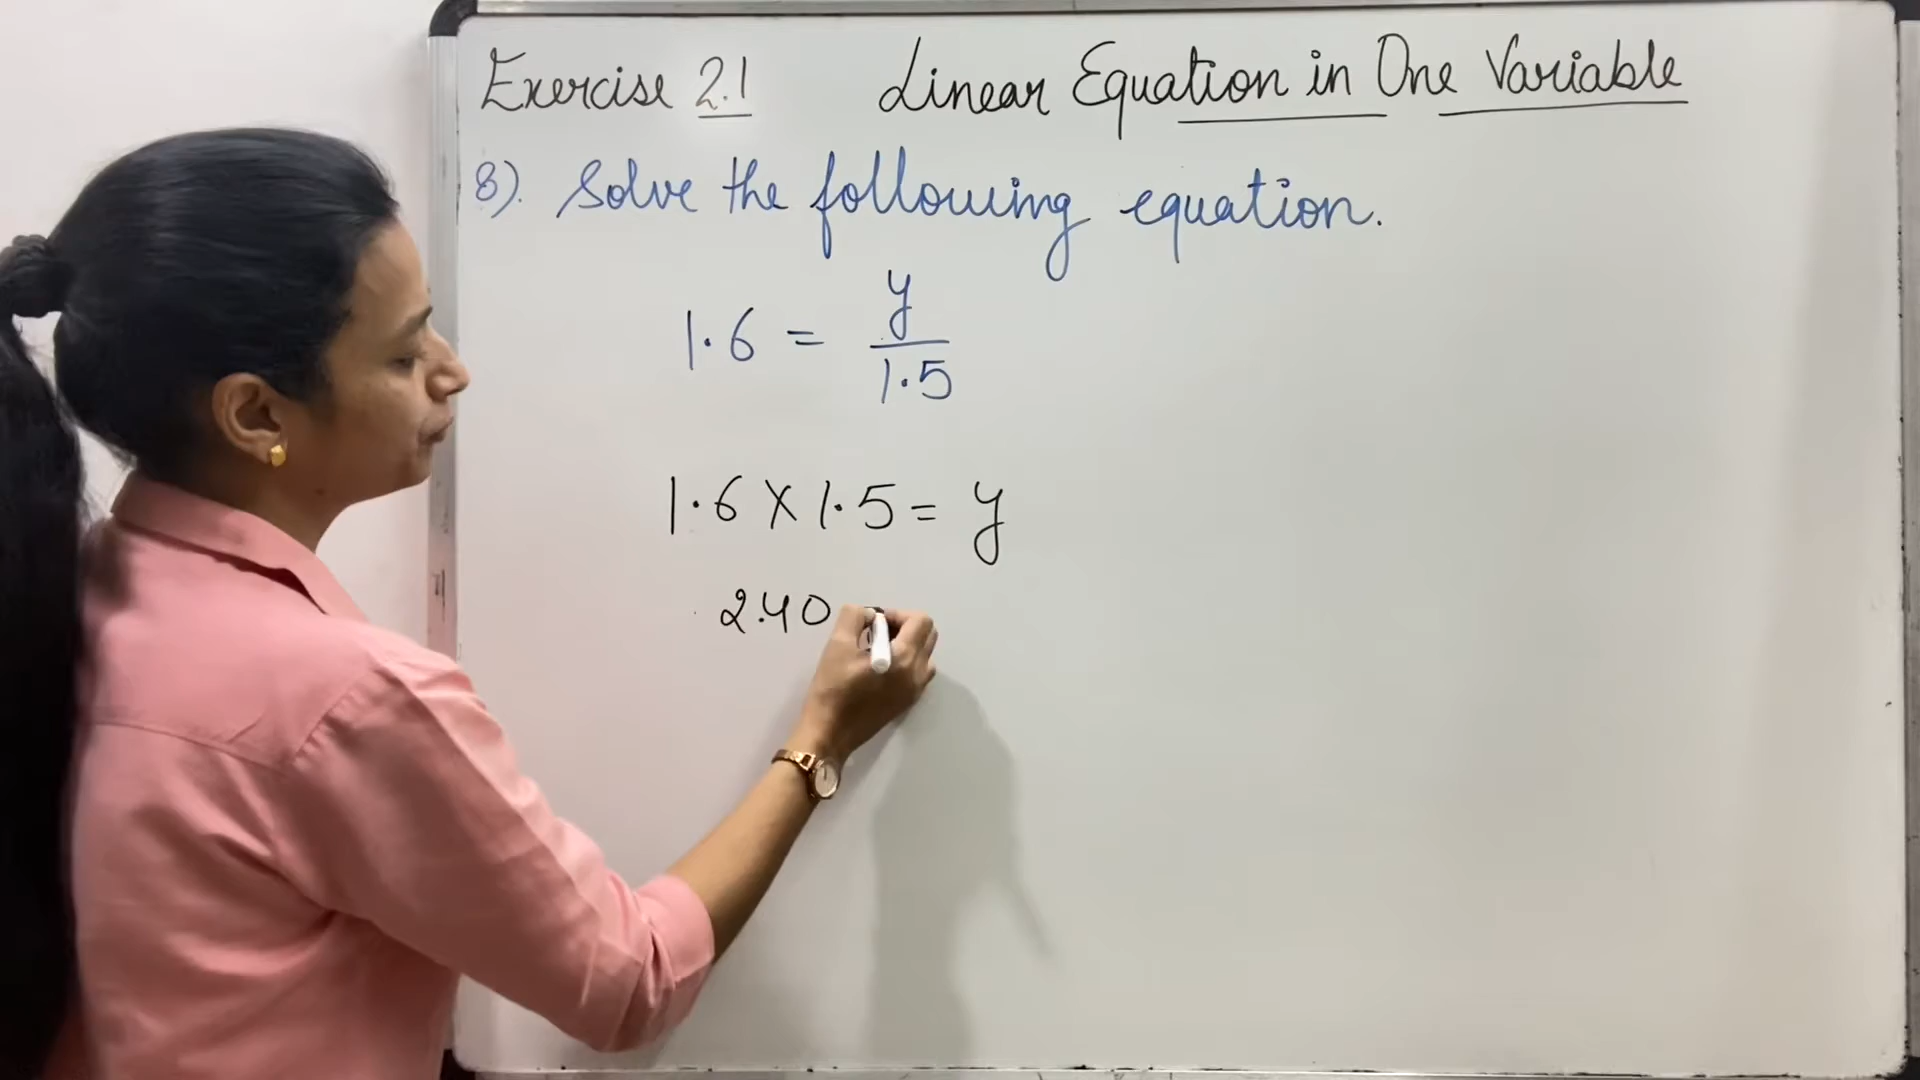 Exercise 2.1 Linear Equation in One Variable
8). Solve the following equation.
1.6 = y/1.5
1.6 X 1.5 = y
2.40